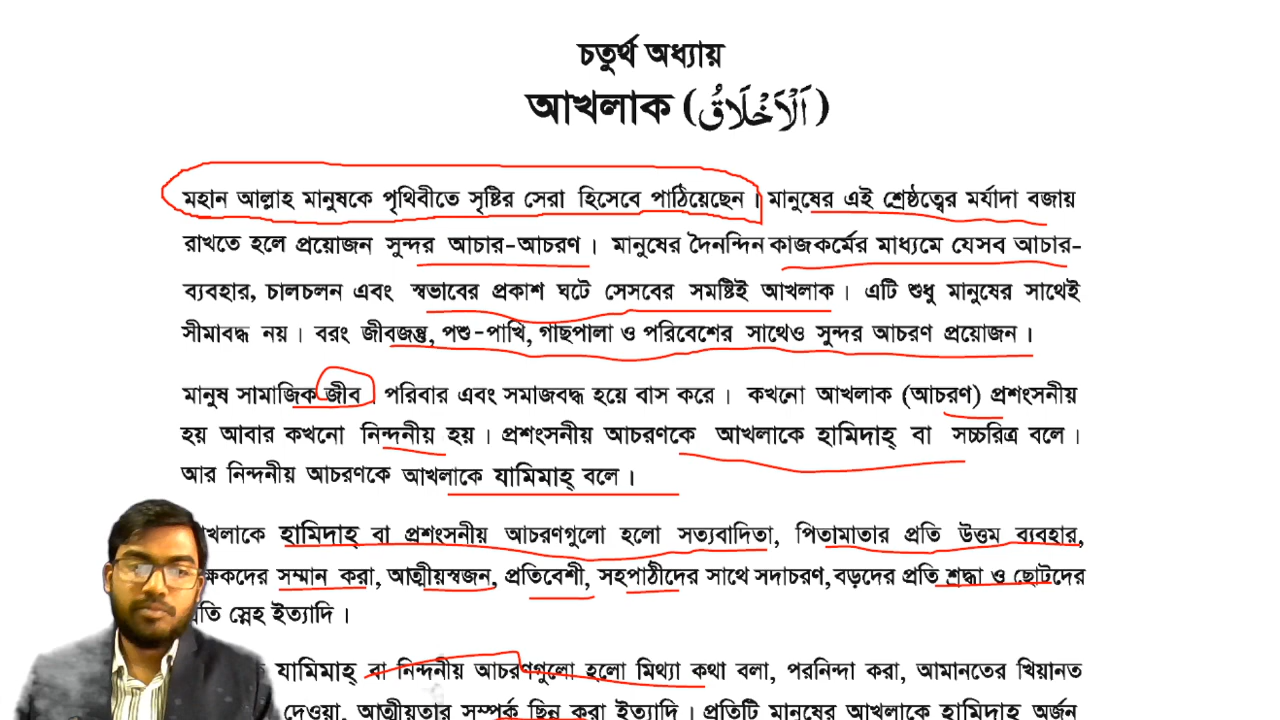 চতুর্থ অধ্যায়
আখলাক (اَلْاَخْلَاقُ)
মহান আল্লাহ মানুষকে পৃথিবীতে সৃষ্টির সেরা হিসেবে পাঠিয়েছেন। মানুষের এই শ্রেষ্ঠত্বের মর্যাদা বজায়
রাখতে হলে প্রয়োজন সুন্দর আচার-আচরণ। মানুষের দৈনন্দিন কাজকর্মের মাধ্যমে যেসব আচার-
ব্যবহার, চালচলন এবং স্বভাবের প্রকাশ ঘটে সেসবের সমষ্টিই আখলাক। এটি শুধু মানুষের সাথেই
সীমাবদ্ধ নয়। বরং জীবজন্তু, পশু-পাখি, গাছপালা ও পরিবেশের সাথেও সুন্দর আচরণ প্রয়োজন।
মানুষ সামাজিক জীব। পরিবার এবং সমাজবদ্ধ হয়ে বাস করে। কখনো আখলাক (আচরণ) প্রশংসনীয়
হয় আবার কখনো নিন্দনীয় হয়। প্রশংসনীয় আচরণকে আখলাকে হামিদাহ্ বা সচ্চরিত্র বলে।
আর নিন্দনীয় আচরণকে আখলাকে যামিমাহ্ বলে।
হামিদাহ্ বা প্রশংসনীয় আচরণগুলো হলো সত্যবাদিতা, পিতামাতার প্রতি উত্তম ব্যবহার,
সম্মান করা, আত্মীয়স্বজন, প্রতিবেশী, সহপাঠীদের সাথে সদাচরণ, বড়দের প্রতি শ্রদ্ধা ও ছোটদের
স্নেহ ইত্যাদি।
যামিমাহ্ বা নিন্দনীয় আচরণগুলো হলো মিথ্যা কথা বলা, পরনিন্দা করা, আমানতের খিয়ানত
দেওয়া, আত্মীয়তার সম্পর্ক ছিন্ন করা ইত্যাদি। প্রতিটি মানুষের আখলাকে হামিদাহ্ অর্জন